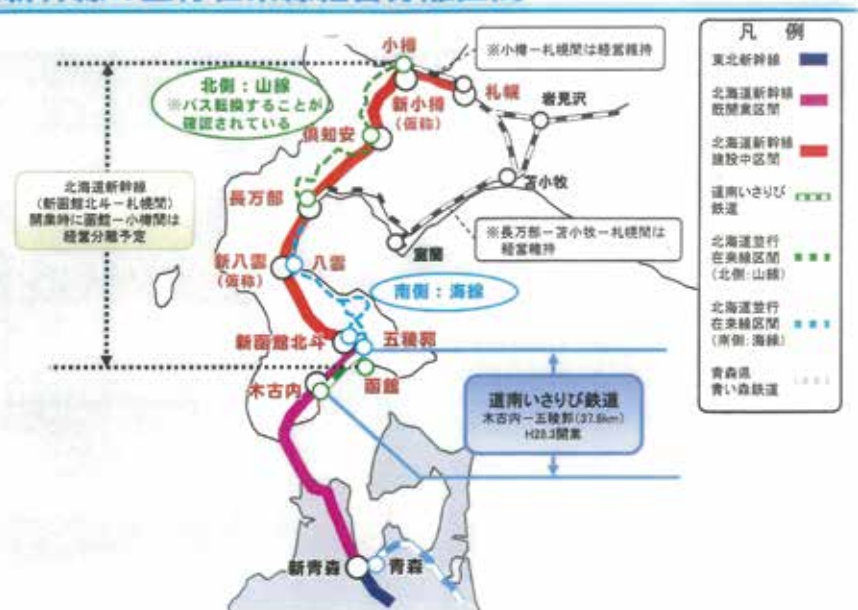 小樽
※小樽ー札幌間は経営維持
北側：山線
※バス転換することが
確認されている
新小樽
(仮称)
札幌
岩見沢
倶知安
北海道新幹線
(新函館北斗ー札幌間)
開業時に函館ー小樽間は
経営分離予定
長万部
苫小牧
室蘭
※長万部ー苫小牧ー札幌間は
経営維持
新八雲
(仮称)
八雲
南側：海線
新函館北斗
五稜郭
木古内
函館
道南いさりび鉄道
木古内ー五稜郭(37.8km)
H28.3開業
新青森
青森
凡 例
東北新幹線
北海道新幹線
既開業区間
北海道新幹線
建設中区間
道南いさりび
鉄道
北海道並行
在来線区間
(北側:山線)
北海道並行
在来線区間
(南側:海線)
青森県
青い森鉄道